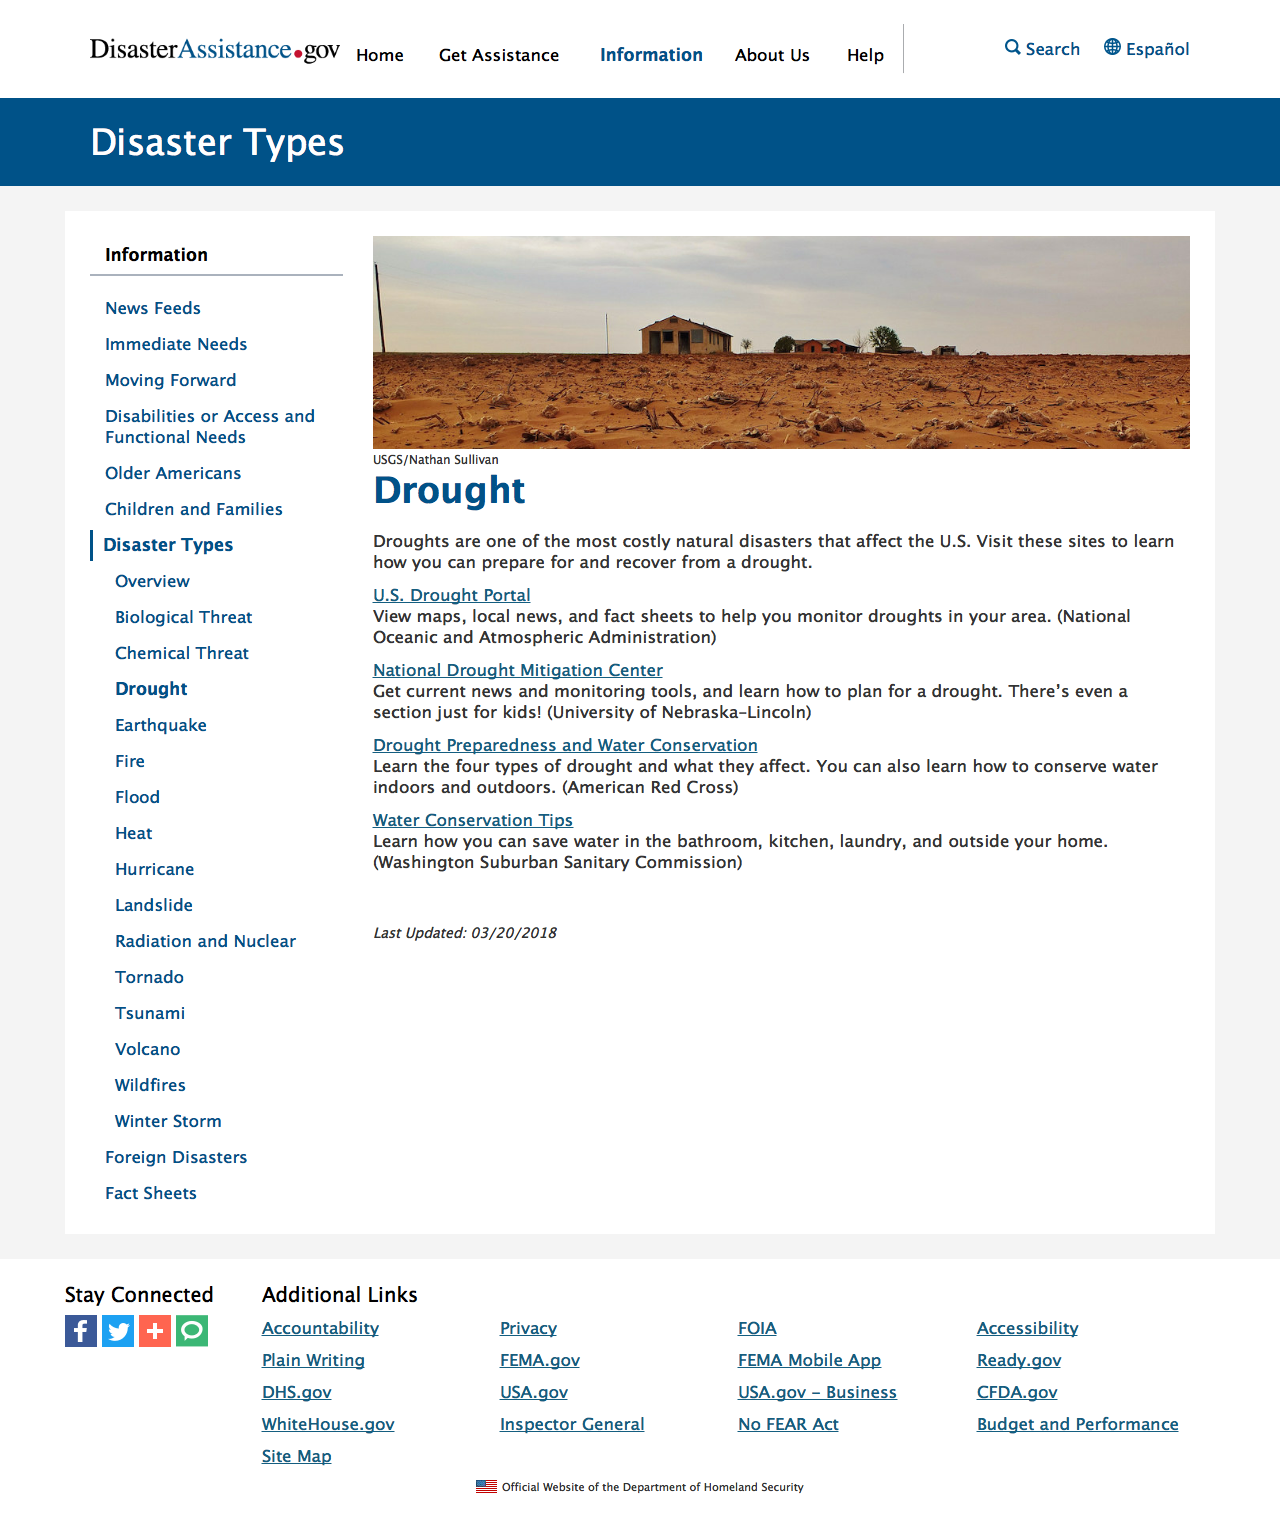 DisasterAssistance.gov
Home
Get Assistance
Information
About Us
Help
Search
Español
Disaster Types
Information
News Feeds
Immediate Needs
Moving Forward
Disabilities or Access and
Functional Needs
Older Americans
Children and Families
Disaster Types
Overview
Biological Threat
Chemical Threat
Drought
Earthquake
Fire
Flood
Heat
Hurricane
Landslide
Radiation and Nuclear
Tornado
Tsunami
Volcano
Wildfires
Winter Storm
Foreign Disasters
Fact Sheets
USGS/Nathan Sullivan
Drought
Droughts are one of the most costly natural disasters that affect the U.S. Visit these sites to learn
how you can prepare for and recover from a drought.
U.S. Drought Portal
View maps, local news, and fact sheets to help you monitor droughts in your area. (National
Oceanic and Atmospheric Administration)
National Drought Mitigation Center
Get current news and monitoring tools, and learn how to plan for a drought. There's even a
section just for kids! (University of Nebraska–Lincoln)
Drought Preparedness and Water Conservation
Learn the four types of drought and what they affect. You can also learn how to conserve water
indoors and outdoors. (American Red Cross)
Water Conservation Tips
Learn how you can save water in the bathroom, kitchen, laundry, and outside your home.
(Washington Suburban Sanitary Commission)
Last Updated: 03/20/2018
Stay Connected
Additional Links
Accountability
Privacy
FOIA
Accessibility
Plain Writing
FEMA.gov
FEMA Mobile App
Ready.gov
DHS.gov
USA.gov
USA.gov – Business
CFDA.gov
WhiteHouse.gov
Inspector General
No FEAR Act
Budget and Performance
Site Map
Official Website of the Department of Homeland Security